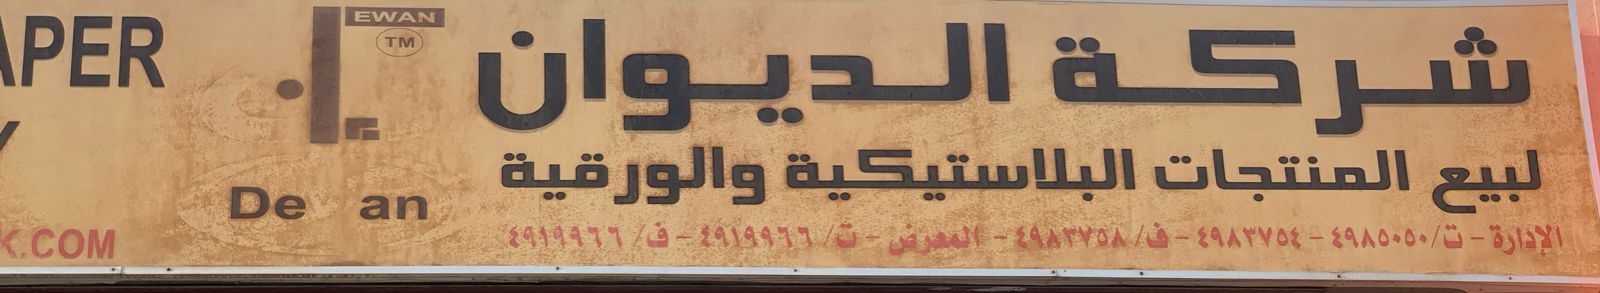 شركة الديوان
لبيع المنتجات البلاستيكية والورقية
الإدارة - ت/٤٩٨٥٠٥٠ - ٤٩٨٣٧٥٤ - ف/٤٩٨٣٧٥٨ - المعرض - ت/ ٤٩١٩٩٦٦ - ف/ ٤٩١٩٩٦٦
EWAN
TM
De an
APER
Y
K.COM